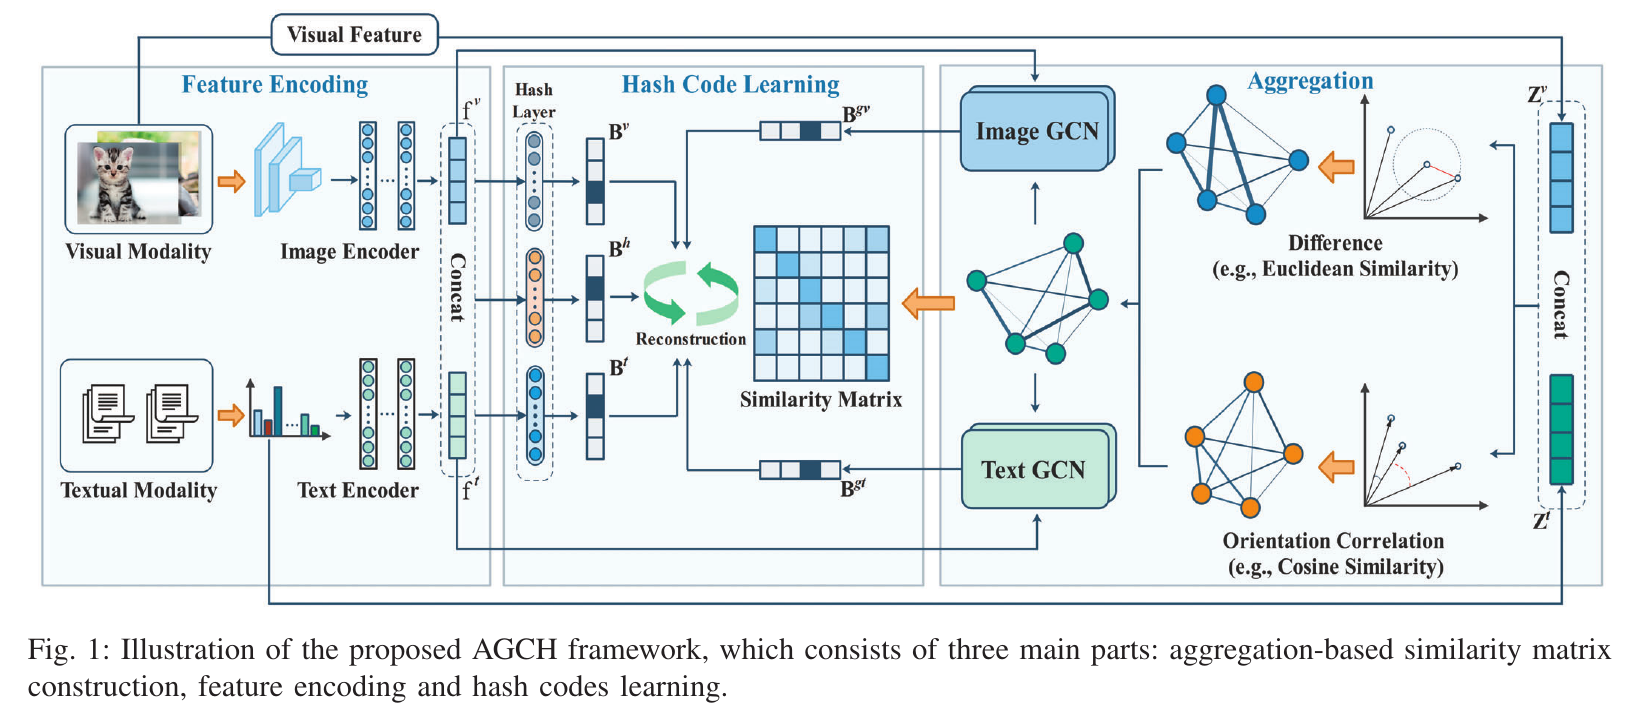 Visual Feature
Feature Encoding
Hash Code Learning
Aggregation
Hash
Layer
f^v
B^v
B^gv
Image GCN
Z^v
Visual Modality
Image Encoder
Concat
B^h
Reconstruction
Difference
(e.g., Euclidean Similarity)
Concat
B^t
Similarity Matrix
Textual Modality
Text Encoder
f^t
B^gt
Text GCN
Z^t
Orientation Correlation
(e.g., Cosine Similarity)
Fig. 1: Illustration of the proposed AGCH framework, which consists of three main parts: aggregation-based similarity matrix
construction, feature encoding and hash codes learning.